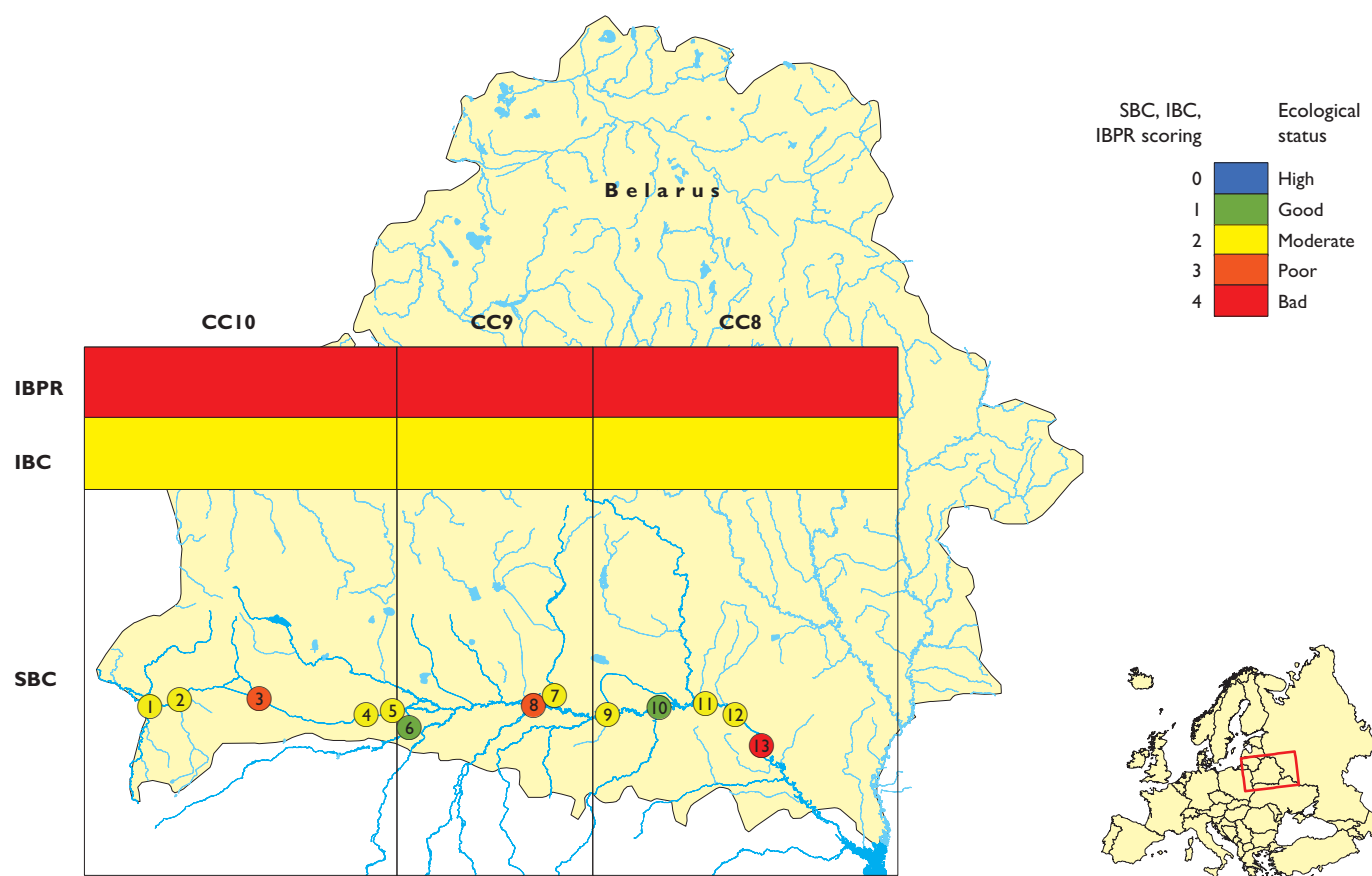 SBC, IBC,
IBPR scoring
Ecological
status
0 High
1 Good
2 Moderate
3 Poor
4 Bad
Belarus
CC10 CC9 CC8
IBPR
IBC
SBC
1 2 3 4 5 6 7 8 9 10 11 12 13